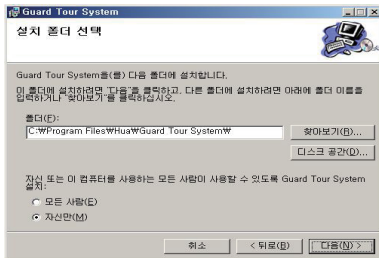 Guard Tour System
설치 폴더 선택
Guard Tour System을(를) 다음 폴더에 설치합니다.
이 폴더에 설치하려면 "다음"을 클릭하고, 다른 폴더에 설치하려면 아래에 폴더 이름을
입력하거나 "찾아보기"를 클릭하십시오.
폴더(F):
C:₩Program Files₩Hua₩Guard Tour System₩
찾아보기(R)...
디스크 공간(D)...
자신 또는 이 컴퓨터를 사용하는 모든 사람이 사용할 수 있도록 Guard Tour System
설치:
모든 사람(E)
자신만(M)
취소
< 뒤로(B)
다음(N) >